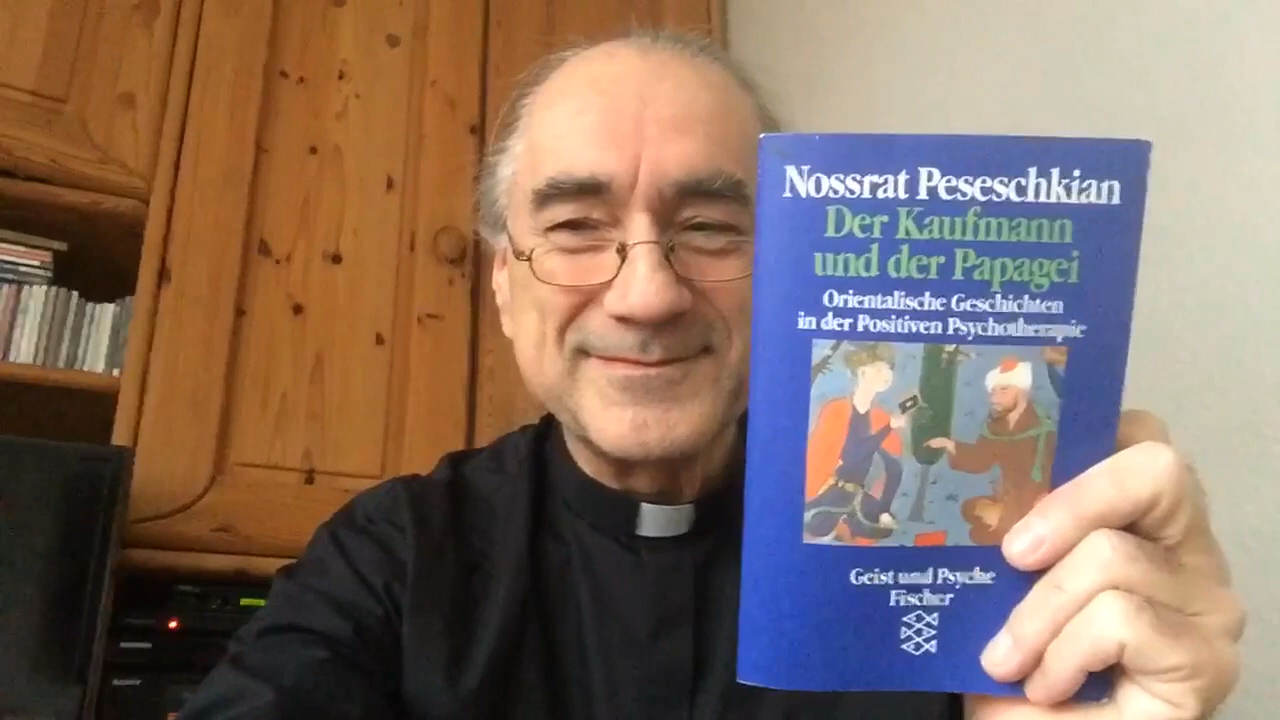 Nossrat Peseschkian
Der Kaufmann
und der Papagei
Orientalische Geschichten
in der Positiven Psychotherapie
Geist und Psyche
Fischer